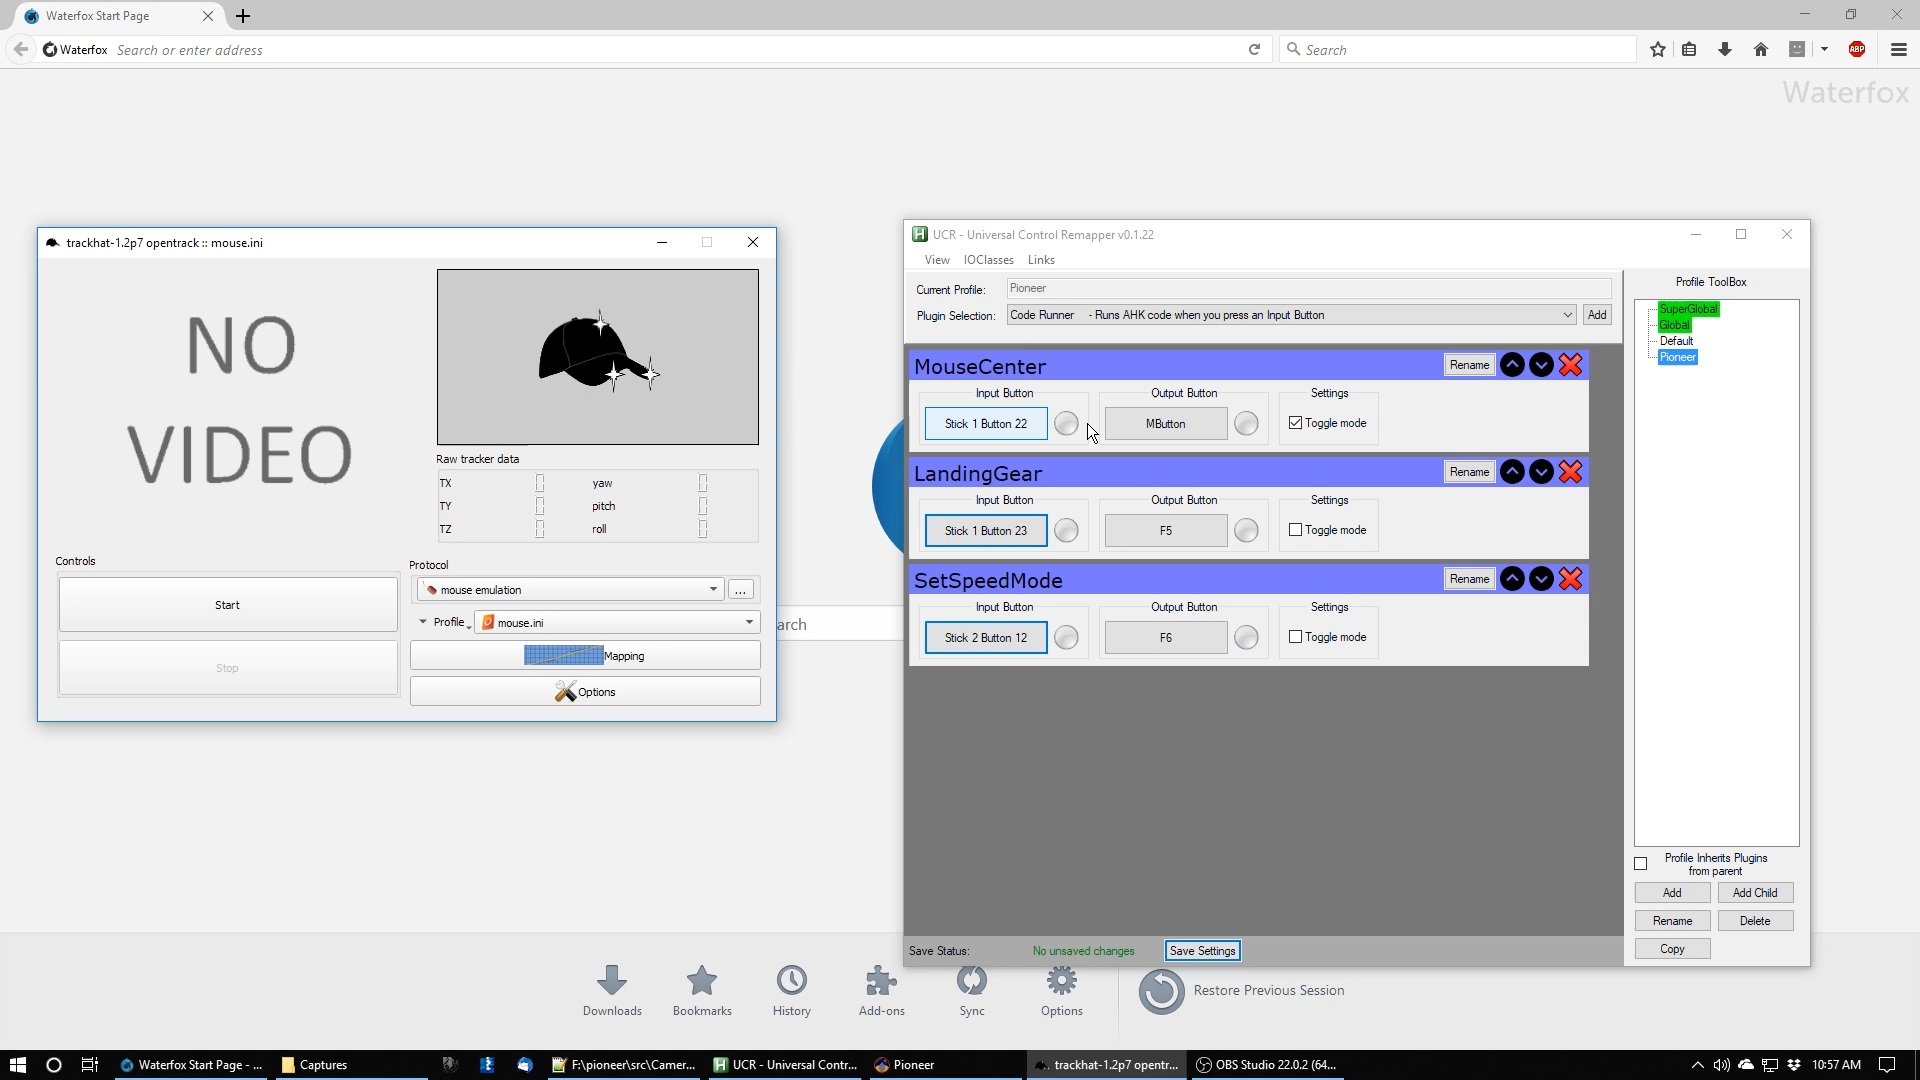 Waterfox Start Page
Waterfox Search or enter address
Search
ABP
Waterfox
trackhat-1.2p7 opentrack :: mouse.ini
NO
VIDEO
Raw tracker data
TX
yaw
TY
pitch
TZ
roll
Controls
Start
Stop
Protocol
mouse emulation
...
Profile
mouse.ini
Mapping
Options
arch
UCR - Universal Control Remapper v0.1.22
View IOClasses Links
Current Profile:
Pioneer
Plugin Selection:
Code Runner - Runs AHK code when you press an Input Button
Add
MouseCenter
Rename
Input Button
Output Button
Settings
Stick 1 Button 22
MButton
Toggle mode
LandingGear
Rename
Input Button
Output Button
Settings
Stick 1 Button 23
F5
Toggle mode
SetSpeedMode
Rename
Input Button
Output Button
Settings
Stick 2 Button 12
F6
Toggle mode
Save Status:
No unsaved changes
Save Settings
Profile ToolBox
SuperGlobal
Global
Default
Pioneer
Profile Inherits Plugins
from parent
Add
Add Child
Rename
Delete
Copy
Downloads
Bookmarks
History
Add-ons
Sync
Options
Restore Previous Session
Waterfox Start Page - ...
Captures
F:\pioneer\src\Camer...
UCR - Universal Contr...
Pioneer
trackhat-1.2p7 opentr...
OBS Studio 22.0.2 (64...
10:57 AM